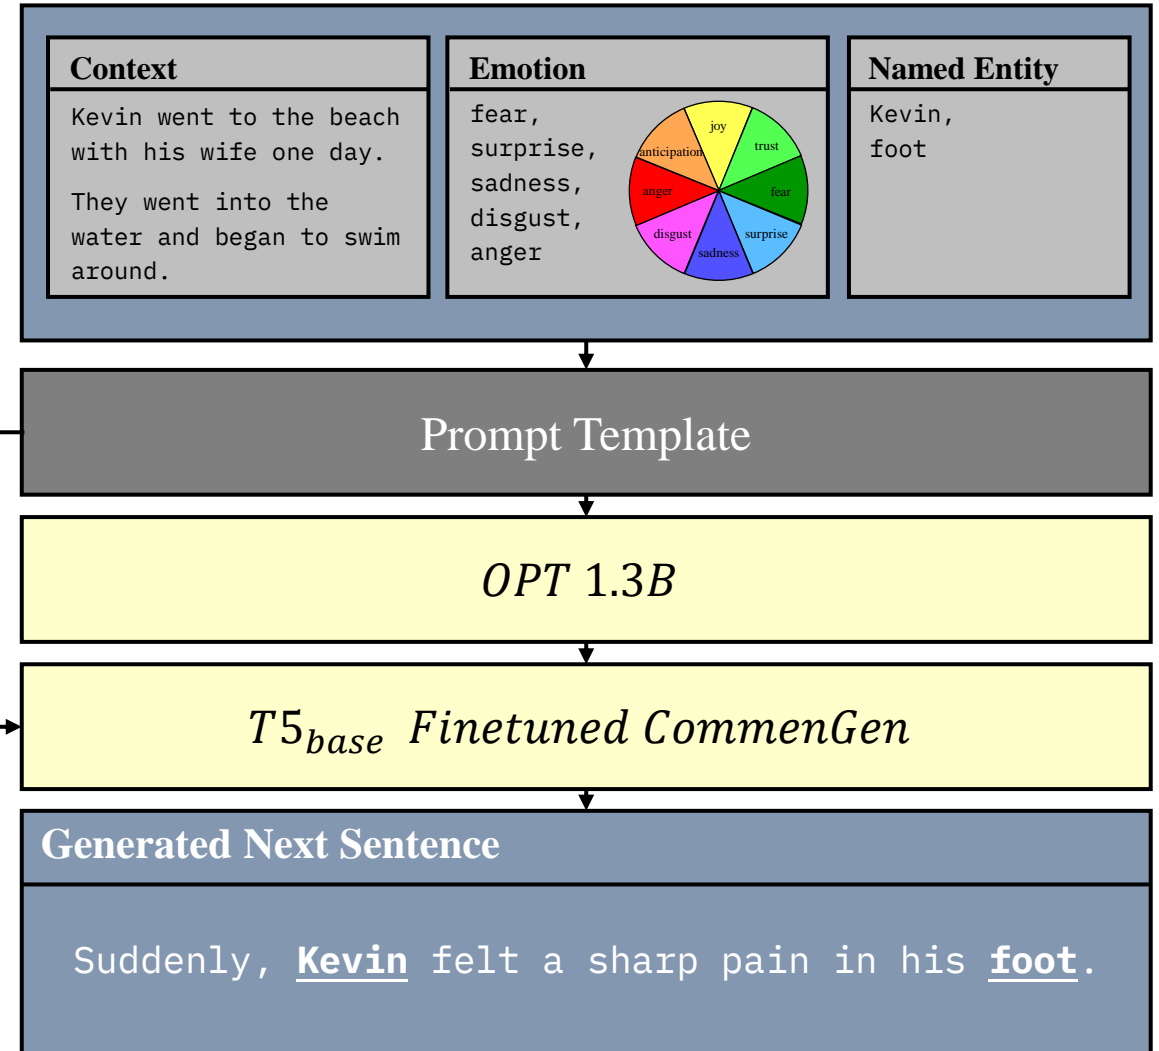 Context
Kevin went to the beach
with his wife one day.
They went into the
water and began to swim
around.
Emotion
fear,
surprise,
sadness,
disgust,
anger
joy
trust
fear
surprise
sadness
disgust
anger
anticipation
Named Entity
Kevin,
foot
Prompt Template
OPT 1.3B
T5base Finetuned CommenGen
Generated Next Sentence
Suddenly, Kevin felt a sharp pain in his foot.